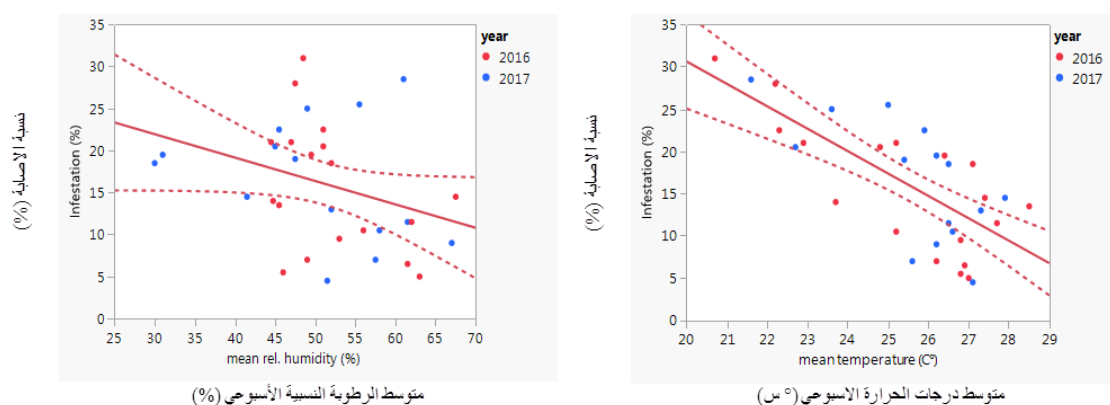 نسبة الاصابة (%)
Infestation (%)
35
30
25
20
15
10
5
0
25 30 35 40 45 50 55 60 65 70
mean rel. humidity (%)
year
2016
2017
متوسط الرطوبة النسبية الأسبوعي (%)
نسبة الاصابة (%)
Infestation (%)
35
30
25
20
15
10
5
0
20 21 22 23 24 25 26 27 28 29
mean temperature (C°)
year
2016
2017
متوسط درجات الحرارة الاسبوعي (° س)